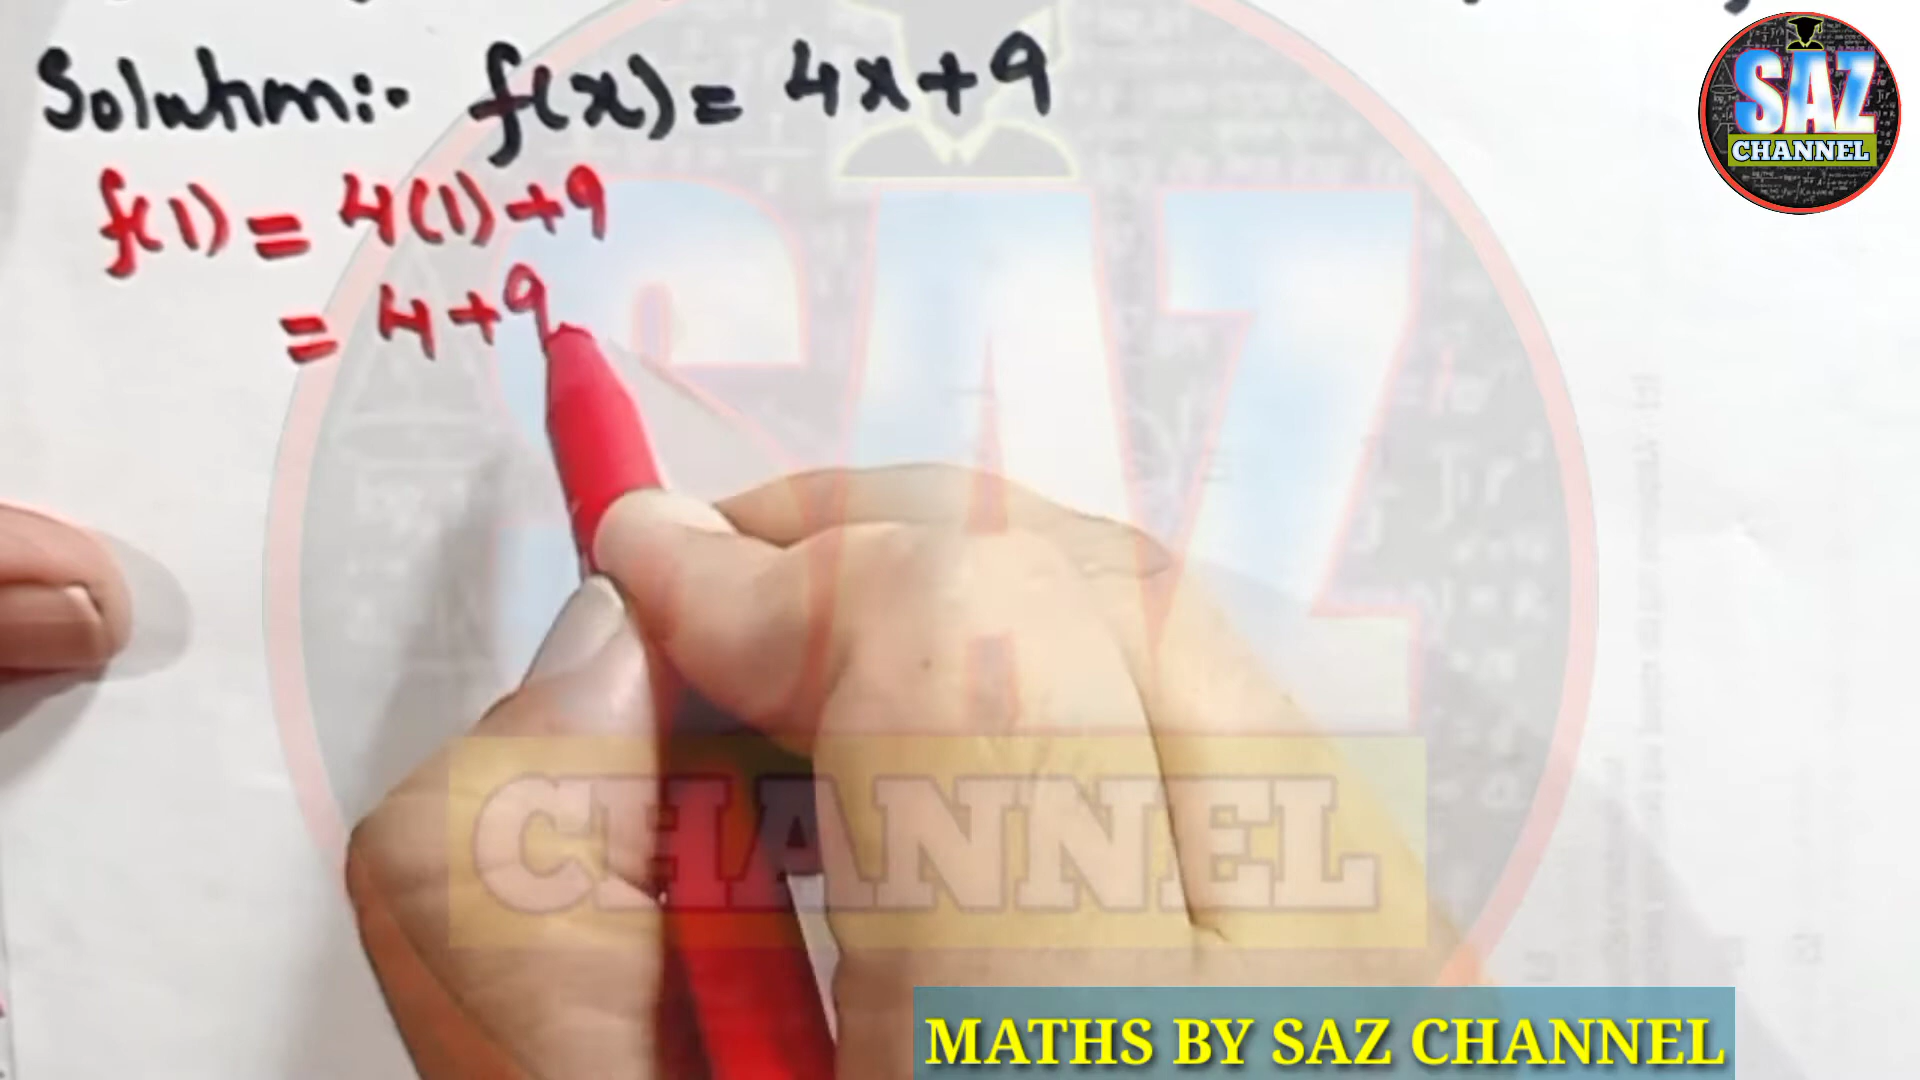 Solution:- f(x) = 4x+9
f(1) = 4(1)+9
= 4+9
SAZ
CHANNEL
SAZ
CHANNEL
MATHS BY SAZ CHANNEL